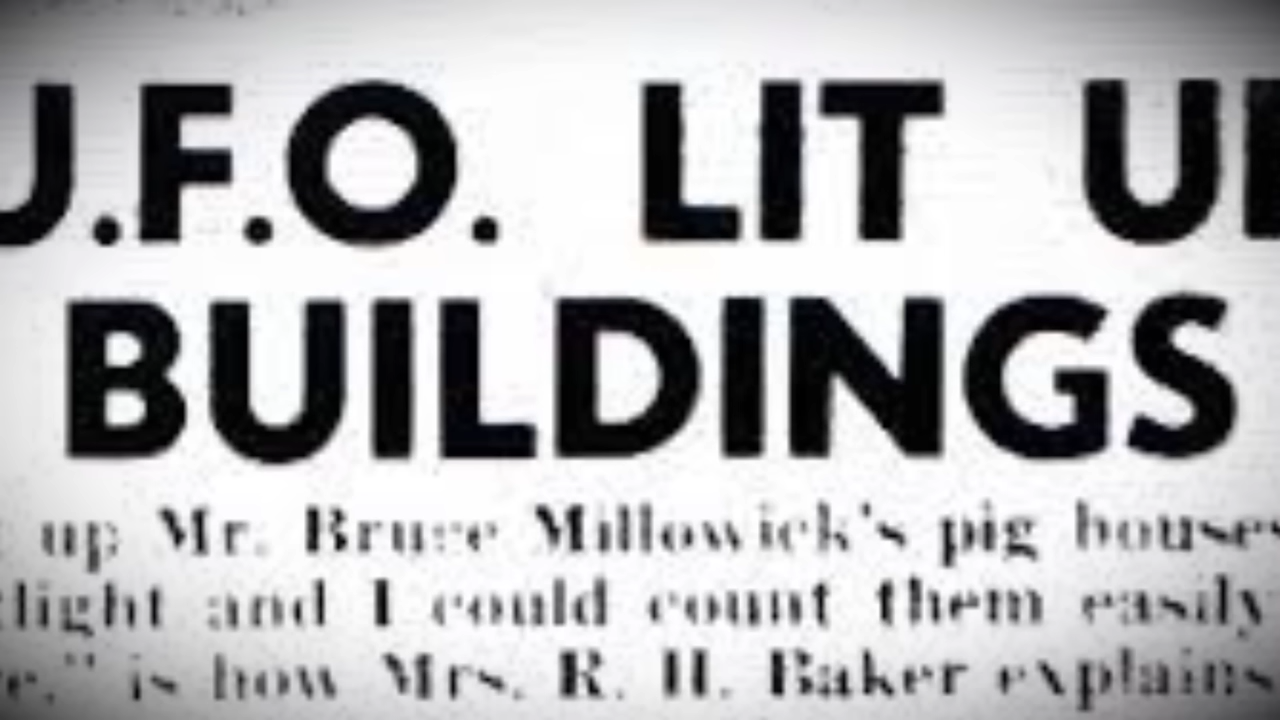 U.F.O. LIT U
BUILDINGS
up Mr. Bruce Millowick's pig houses
light and I could count them easily
is how Mrs. R. H. Baker explains